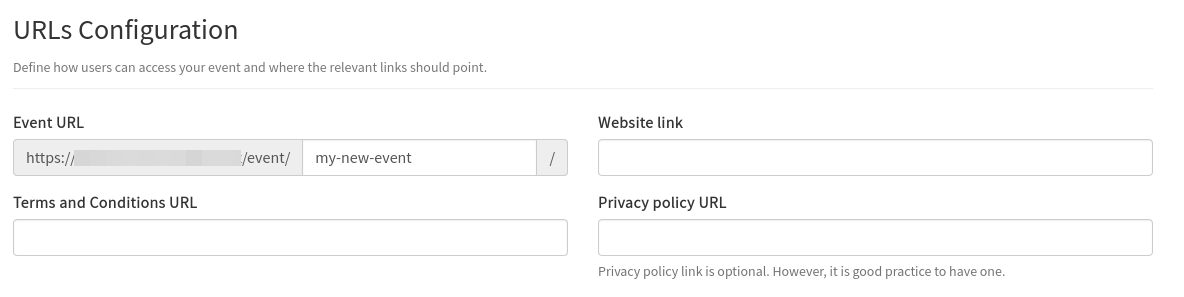 URLs Configuration
Define how users can access your event and where the relevant links should point.
Event URL
https:// /event/ my-new-event /
Website link
Terms and Conditions URL
Privacy policy URL
Privacy policy link is optional. However, it is good practice to have one.